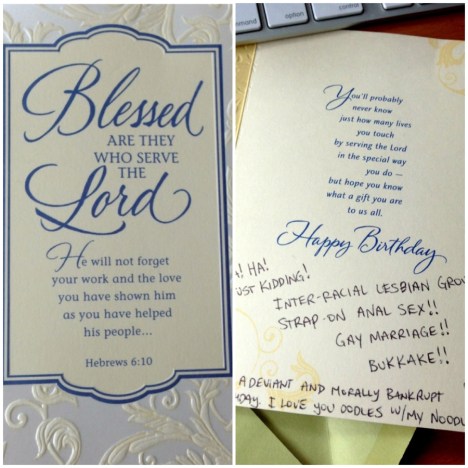 Blessed
ARE THEY
WHO SERVE
THE
Lord
He will not forget
your work and the love
you have shown him
as you have helped
his people...
Hebrews 6:10
option
control
You'll probably
never know
just how many lives
you touch
by serving the Lord
in the special way
you do —
but hope you know
what a gift you are
to us all.
Happy Birthday
HA!
KIDDING!
INTER-RACIAL LESBIAN
STRAP-ON ANAL SEX!!
GAY MARRIAGE!!
BUKKAKE!!
A DEVIANT AND MORALLY BANKRUPT
I LOVE YOU OODLES W/MY